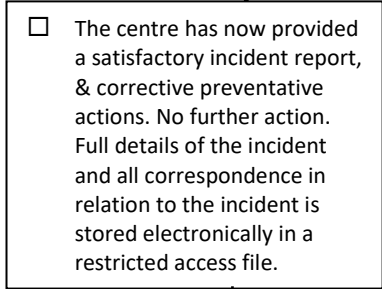 ☐ The centre has now provided
a satisfactory incident report,
& corrective preventative
actions. No further action.
Full details of the incident
and all correspondence in
relation to the incident is
stored electronically in a
restricted access file.